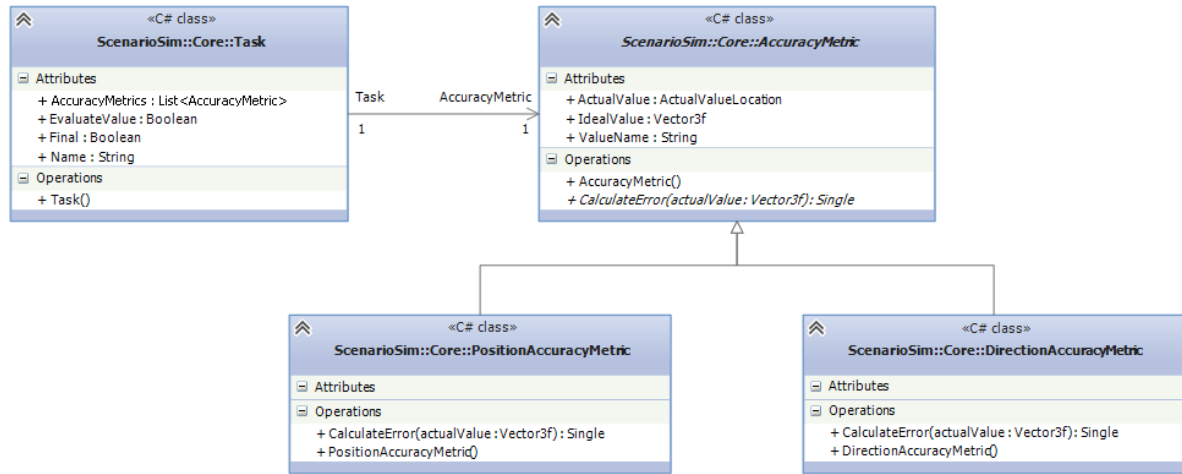 «C# class»
ScenarioSim::Core::Task
Attributes
+ AccuracyMetrics : List<AccuracyMetric>
+ EvaluateValue : Boolean
+ Final : Boolean
+ Name : String
Operations
+ Task()
Task
AccuracyMetric
1
1
«C# class»
ScenarioSim::Core::AccuracyMetric
Attributes
+ ActualValue : ActualValueLocation
+ IdealValue : Vector3f
+ ValueName : String
Operations
+ AccuracyMetric()
+ CalculateError(actualValue : Vector3f) : Single
«C# class»
ScenarioSim::Core::PositionAccuracyMetric
Attributes
Operations
+ CalculateError(actualValue : Vector3f) : Single
+ PositionAccuracyMetric()
«C# class»
ScenarioSim::Core::DirectionAccuracyMetric
Attributes
Operations
+ CalculateError(actualValue : Vector3f) : Single
+ DirectionAccuracyMetric()